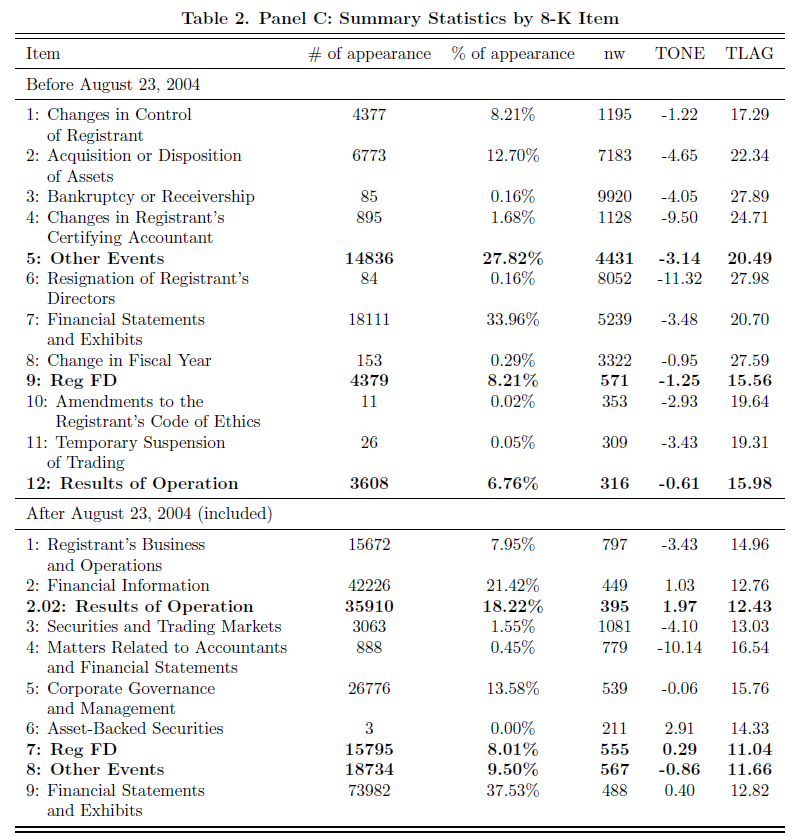 Table 2. Panel C: Summary Statistics by 8-K Item
Item # of appearance % of appearance nw TONE TLAG
Before August 23, 2004
1: Changes in Control 4377 8.21% 1195 -1.22 17.29
of Registrant
2: Acquisition or Disposition 6773 12.70% 7183 -4.65 22.34
of Assets
3: Bankruptcy or Receivership 85 0.16% 9920 -4.05 27.89
4: Changes in Registrant's 895 1.68% 1128 -9.50 24.71
Certifying Accountant
5: Other Events 14836 27.82% 4431 -3.14 20.49
6: Resignation of Registrant's 84 0.16% 8052 -11.32 27.98
Directors
7: Financial Statements 18111 33.96% 5239 -3.48 20.70
and Exhibits
8: Change in Fiscal Year 153 0.29% 3322 -0.95 27.59
9: Reg FD 4379 8.21% 571 -1.25 15.56
10: Amendments to the 11 0.02% 353 -2.93 19.64
Registrant's Code of Ethics
11: Temporary Suspension 26 0.05% 309 -3.43 19.31
of Trading
12: Results of Operation 3608 6.76% 316 -0.61 15.98
After August 23, 2004 (included)
1: Registrant's Business 15672 7.95% 797 -3.43 14.96
and Operations
2: Financial Information 42226 21.42% 449 1.03 12.76
2.02: Results of Operation 35910 18.22% 395 1.97 12.43
3: Securities and Trading Markets 3063 1.55% 1081 -4.10 13.03
4: Matters Related to Accountants 888 0.45% 779 -10.14 16.54
and Financial Statements
5: Corporate Governance 26776 13.58% 539 -0.06 15.76
and Management
6: Asset-Backed Securities 3 0.00% 211 2.91 14.33
7: Reg FD 15795 8.01% 555 0.29 11.04
8: Other Events 18734 9.50% 567 -0.86 11.66
9: Financial Statements 73982 37.53% 488 0.40 12.82
and Exhibits